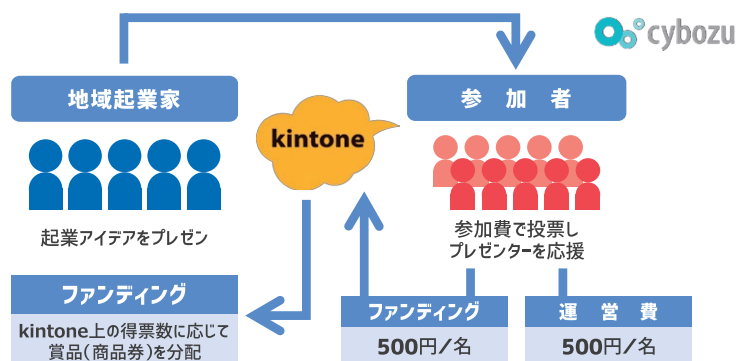 cybozu
地域起業家
参加者
kintone
起業アイデアをプレゼン
参加費で投票し
プレゼンターを応援
ファンディング
kintone上の得票数に応じて
賞品(商品券)を分配
ファンディング
500円/名
運営費
500円/名